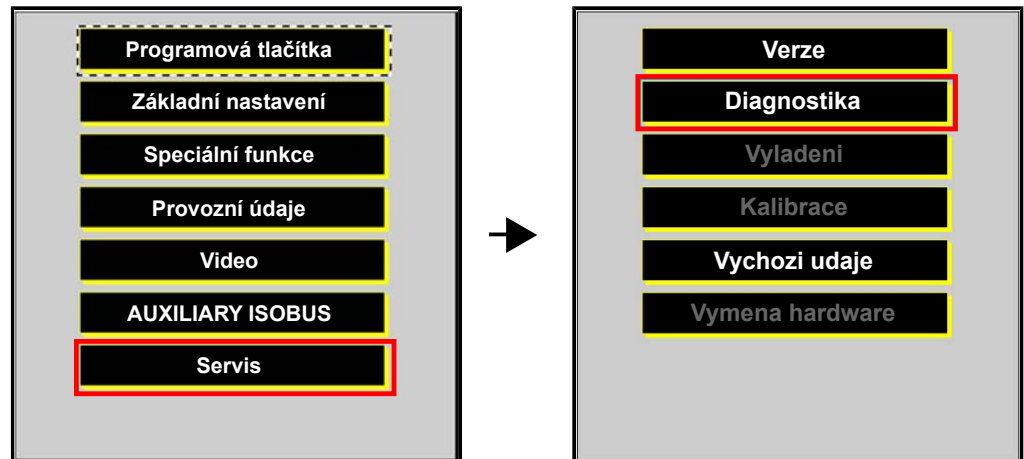 Programová tlačítka
Základní nastavení
Speciální funkce
Provozní údaje
Video
AUXILIARY ISOBUS
Servis
Verze
Diagnostika
Vyladeni
Kalibrace
Vychozi udaje
Vymena hardware